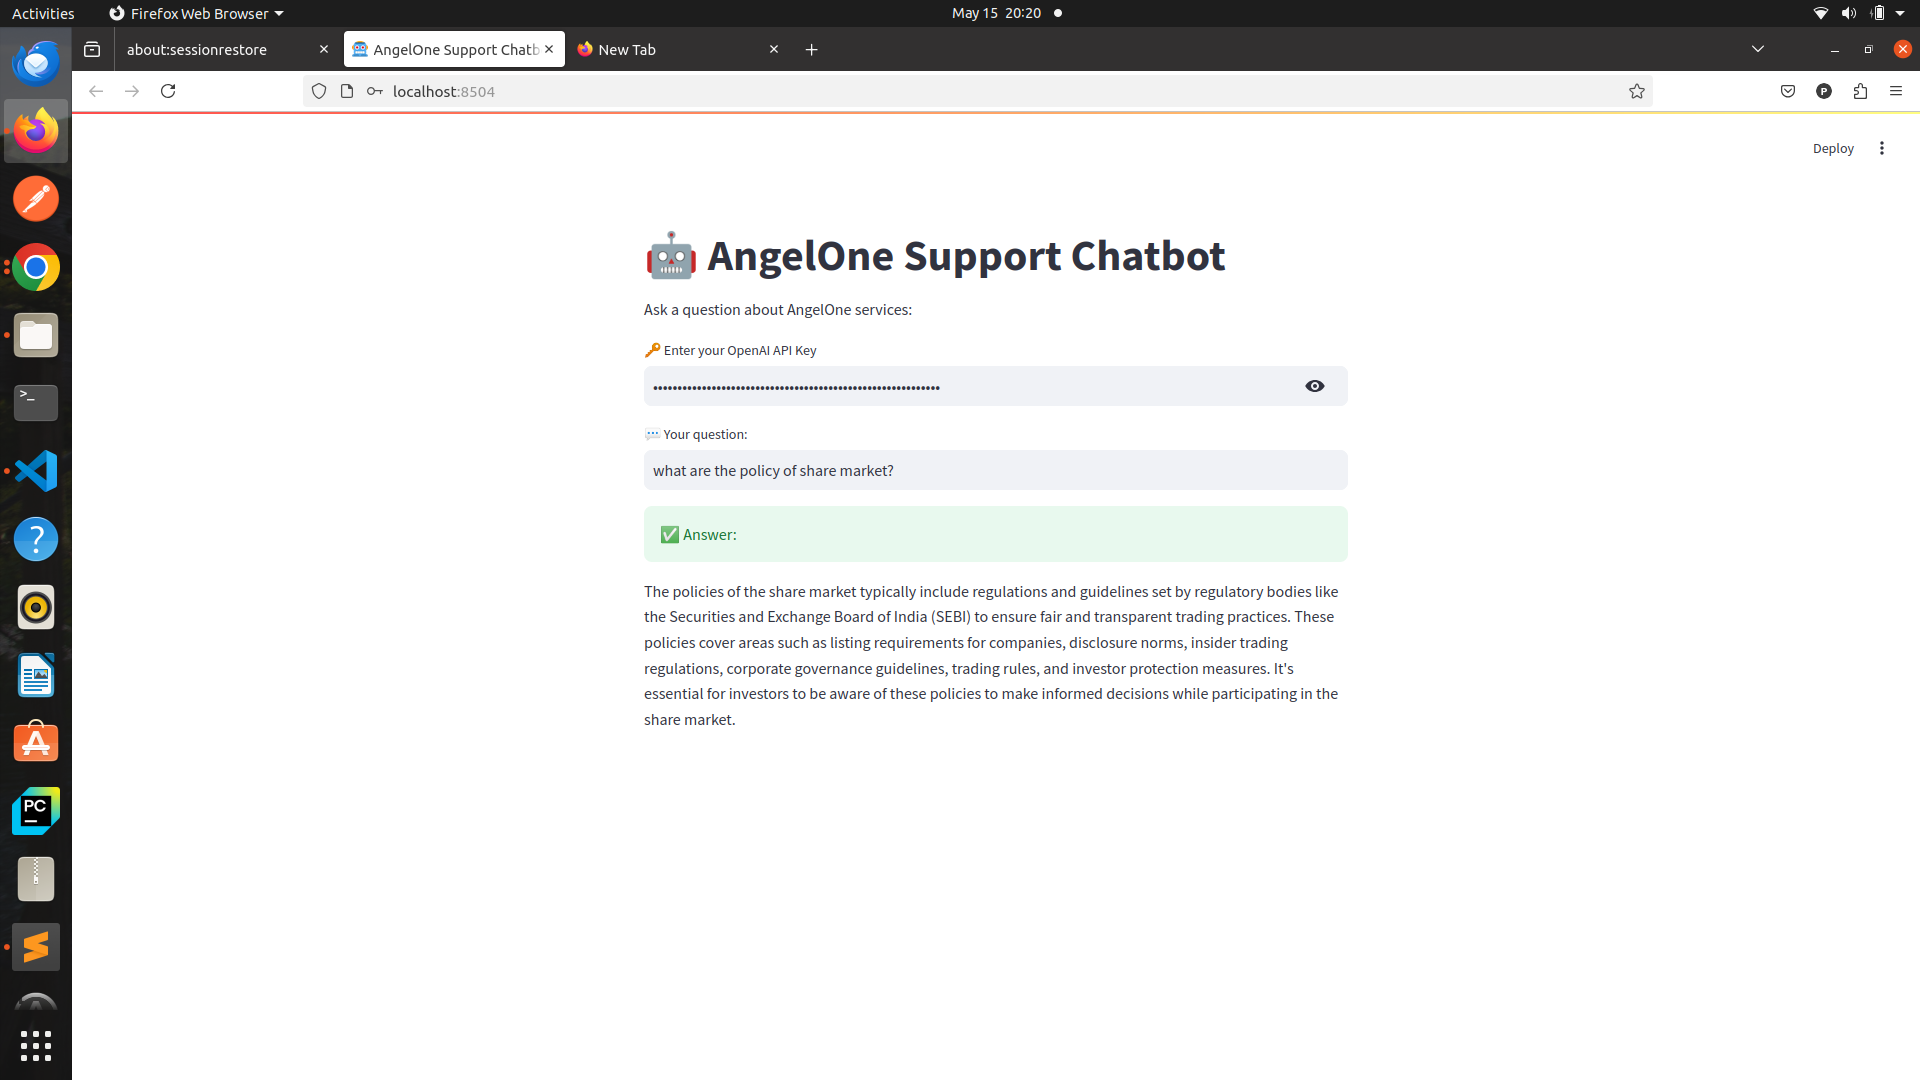 Activities
Firefox Web Browser
May 15 20:20
about:sessionrestore
AngelOne Support Chatb
New Tab
localhost:8504
P
Deploy
AngelOne Support Chatbot
Ask a question about AngelOne services:
Enter your OpenAI API Key
••••••••••••••••••••••••••••••••••••••••••••••••••••••••
Your question:
what are the policy of share market?
Answer:
The policies of the share market typically include regulations and guidelines set by regulatory bodies like
the Securities and Exchange Board of India (SEBI) to ensure fair and transparent trading practices. These
policies cover areas such as listing requirements for companies, disclosure norms, insider trading
regulations, corporate governance guidelines, trading rules, and investor protection measures. It's
essential for investors to be aware of these policies to make informed decisions while participating in the
share market.
>_
?
PC